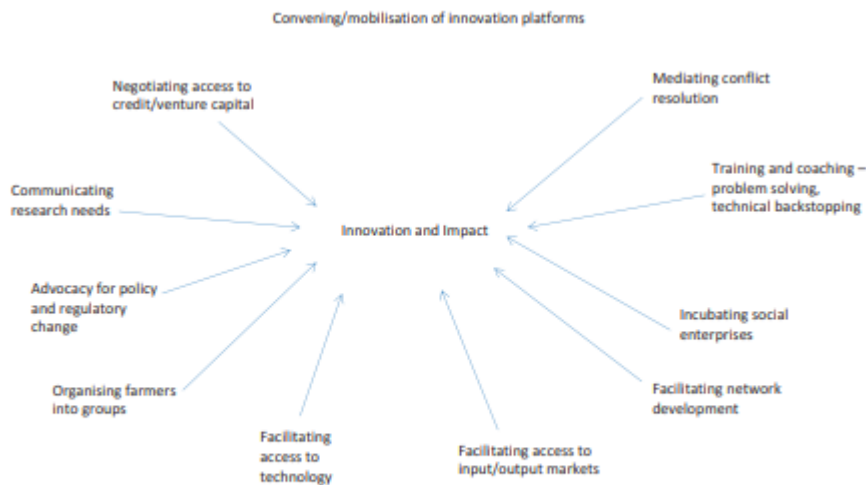 Convening/mobilisation of innovation platforms
Negotiating access to
credit/venture capital
Mediating conflict
resolution
Communicating
research needs
Training and coaching –
problem solving,
technical backstopping
Innovation and Impact
Advocacy for policy
and regulatory
change
Incubating social
enterprises
Organising farmers
into groups
Facilitating network
development
Facilitating
access to
technology
Facilitating access to
input/output markets